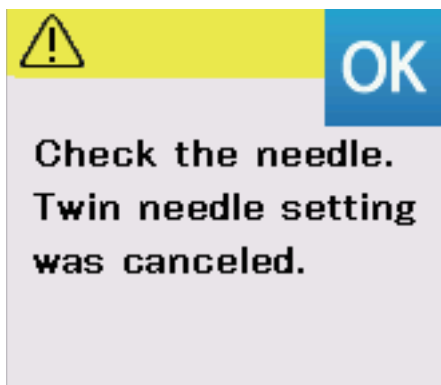 OK
Check the needle.
Twin needle setting
was canceled.